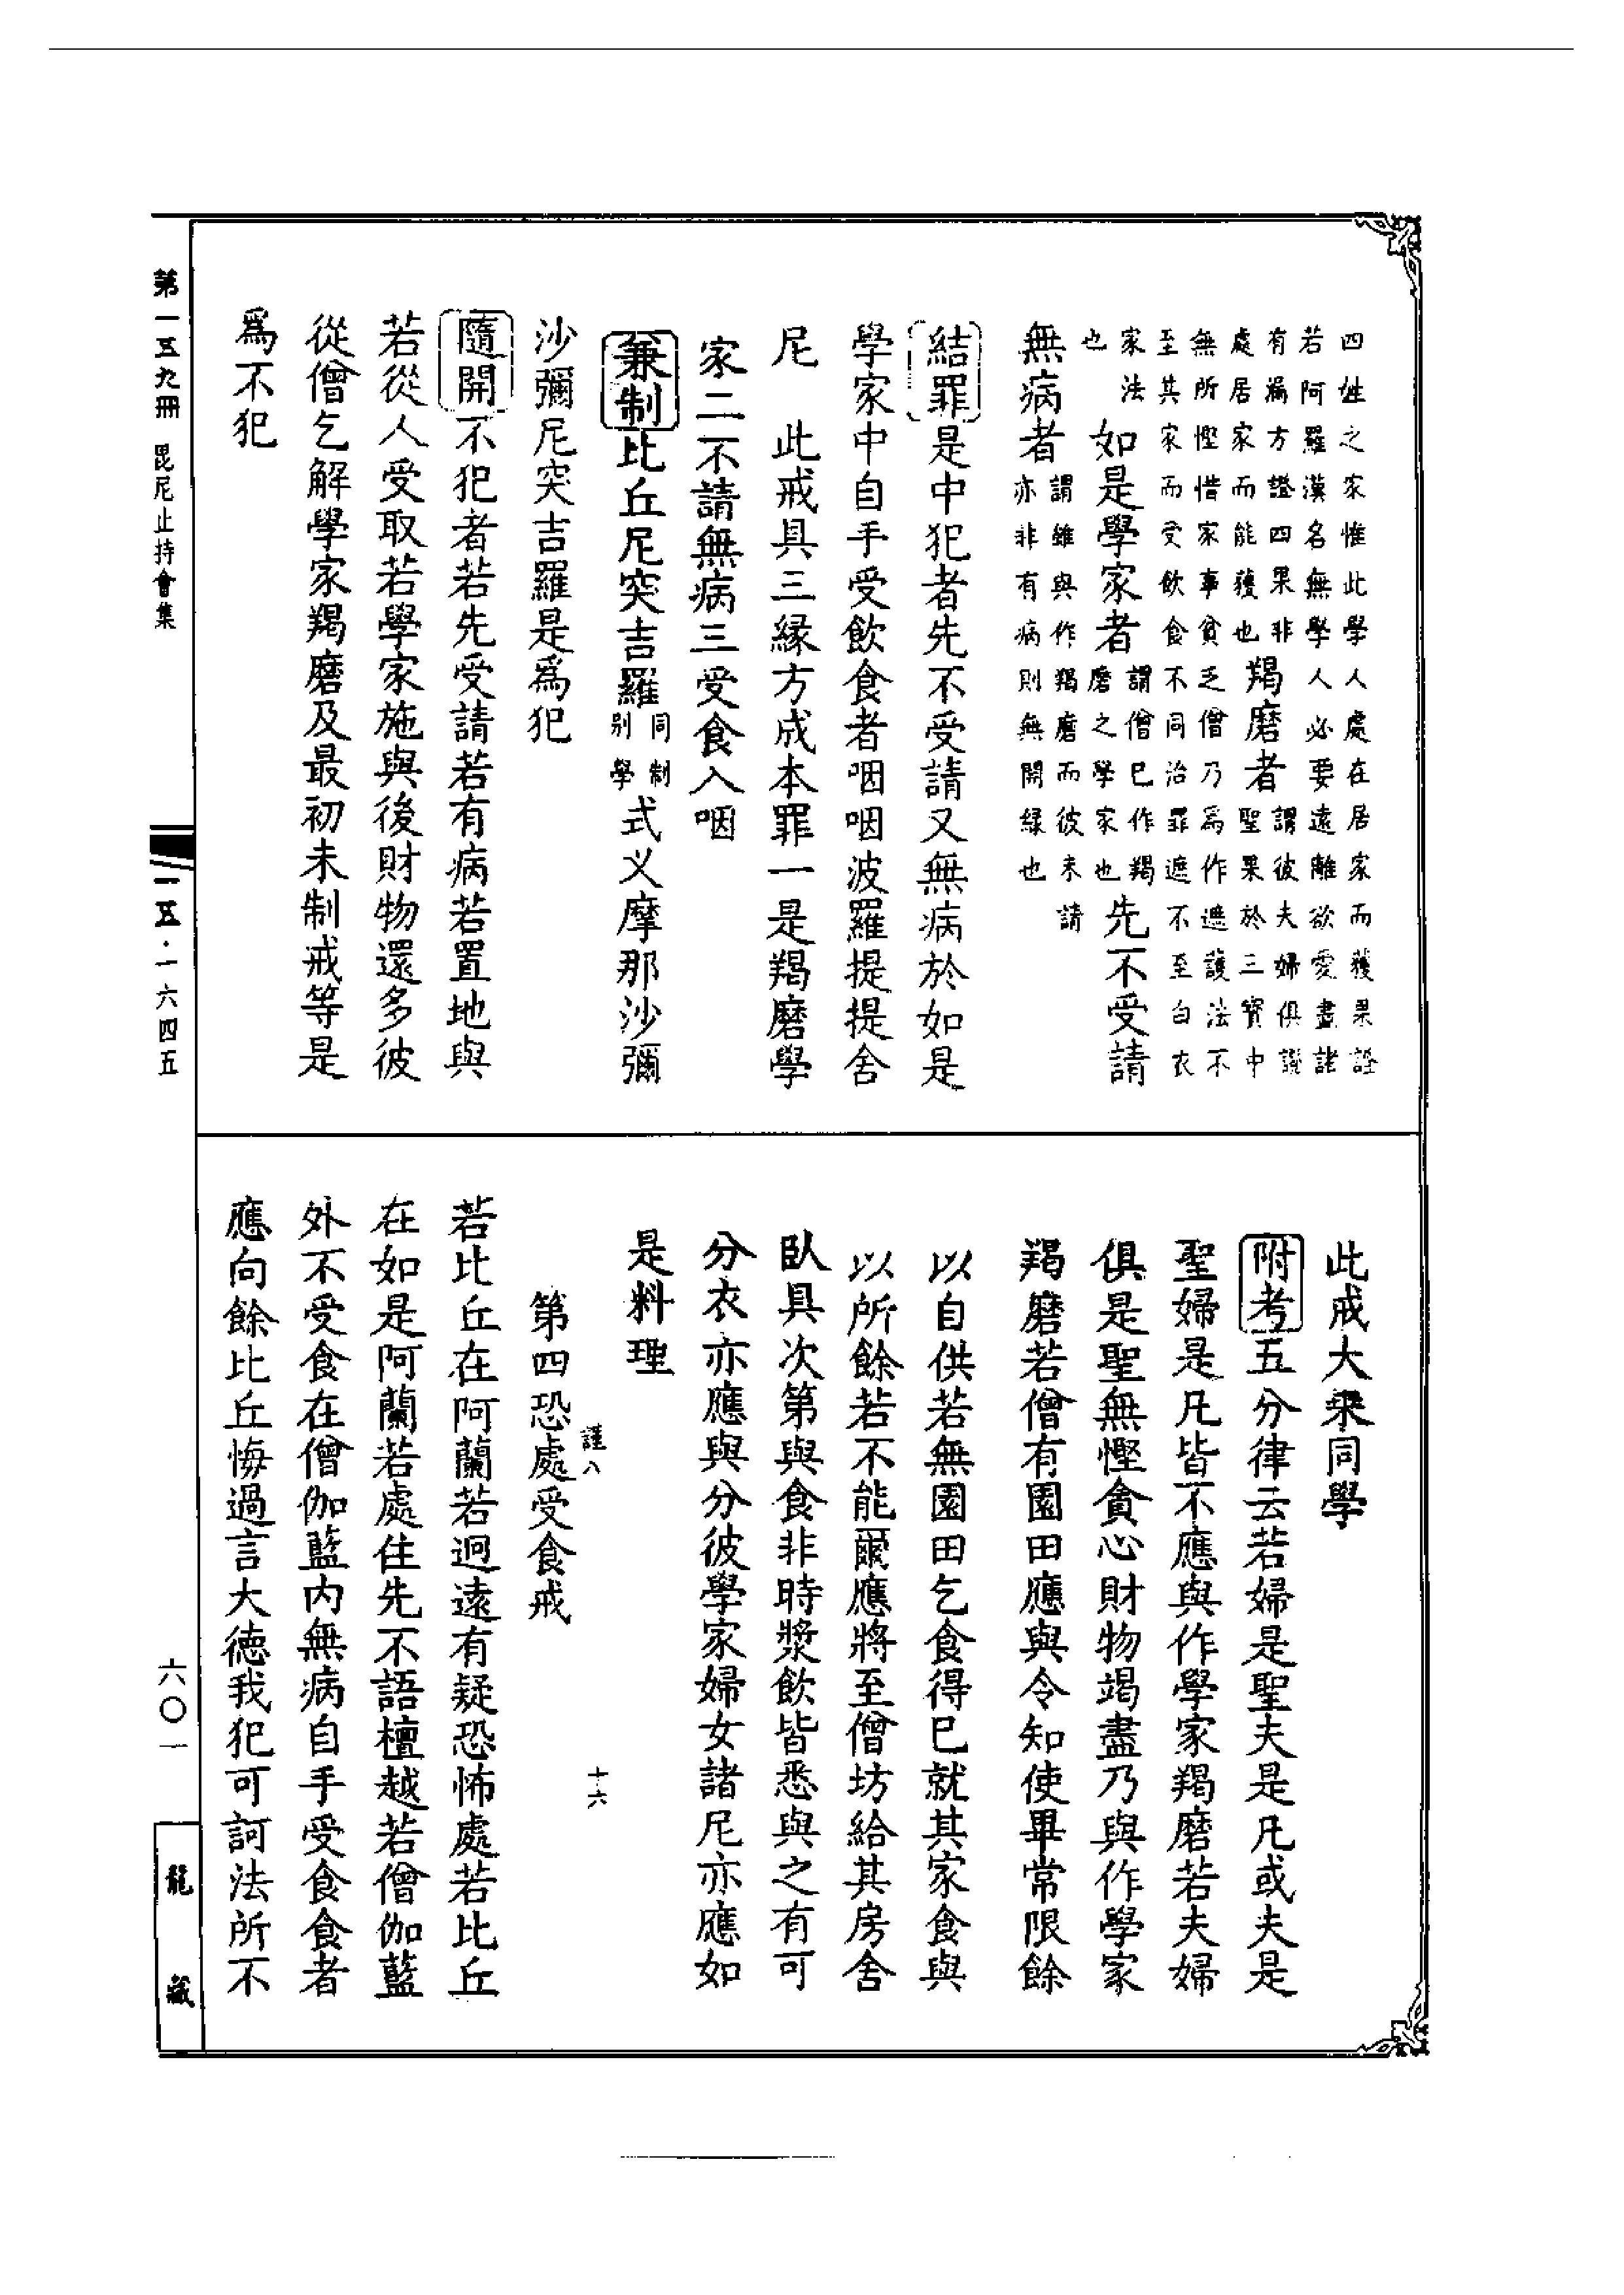 四姓之家惟此學人處在居家而獲果證
若阿羅漢名無學人必要遠離欲愛盡諸
有漏方證四果非
處居家而能獲也
羯磨者
謂彼夫婦俱證
聖果於三寶中
無所慳惜家事貧乏僧乃爲作遮護法不
至其家而受飲食不同治罪遮不至白衣
家法
也
如是學家者
謂僧已作羯
磨之學家也
先不受請
無病者
謂雖與作羯磨而彼未請
亦非有病則無開緣也
結罪是中犯者先不受請又無病於如是
學家中自手受飲食者咽咽波羅提提舍
尼　此戒具三緣方成本罪一是羯磨學
家二不請無病三受食入咽
兼制比丘尼突吉羅
同制
別學
式义摩那沙彌
沙彌尼突吉羅是爲犯
隨開不犯者若先受請若有病若置地與
若從人受取若學家施與後財物還多彼
從僧乞解學家羯磨及最初未制戒等是
爲不犯
此戒大乘同學
附考五分律云若婦是聖夫是凡或夫是
聖婦是凡皆不應與作學家羯磨若夫婦
俱是聖無慳貪心財物竭盡乃與作學家
羯磨若僧有園田應與令知使畢常限餘
以自供若無園田乞食得已就其家食與
以所餘若不能爾應將至僧坊給其房舍
臥具次第與食非時漿飲皆悉與之有可
分衣亦應與分彼學家婦女諸尼亦應如
是料理
謹八
十六
第四恐處受食戒
若比丘在阿蘭若迥遠有疑恐怖處若比丘
在如是阿蘭若處住先不語檀越若僧伽藍
外不受食在僧伽藍內無病自手受食食者
應向餘比丘悔過言大德我犯可訶法所不
第一五九冊　毘尼止持會集
一五·一六四五
六〇一
龍藏